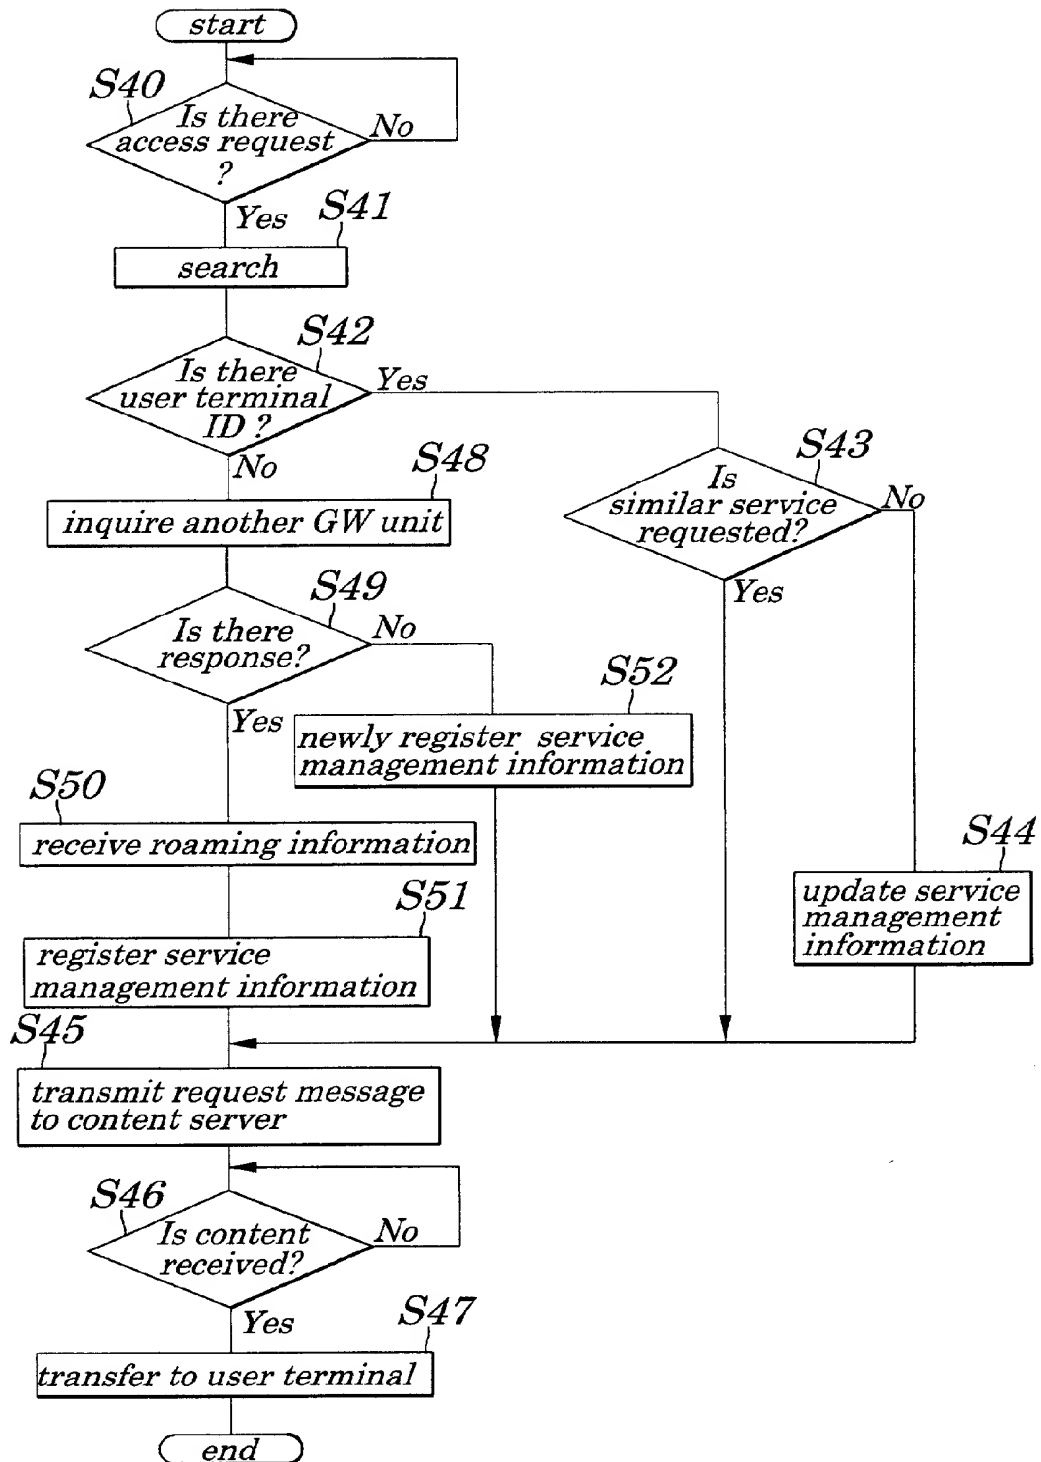 start
S40
Is there
access request
?
No
Yes
S41
search
S42
Is there
user terminal
ID ?
Yes
No
S43
Is
similar service
requested?
No
Yes
S48
inquire another GW unit
S49
Is there
response?
No
Yes
S52
newly register service
management information
S50
receive roaming information
S44
update service
management
information
S51
register service
management information
S45
transmit request message
to content server
S46
Is content
received?
No
Yes
S47
transfer to user terminal
end